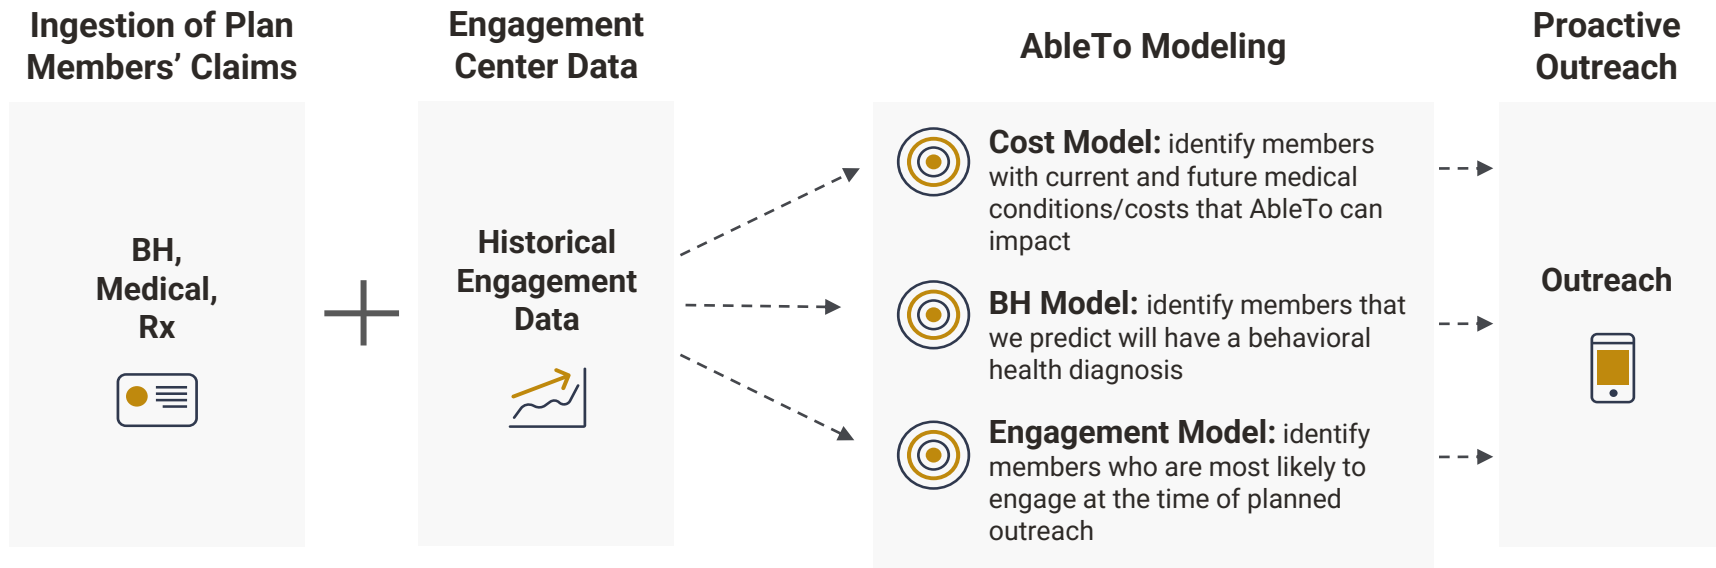 Ingestion of Plan
Members’ Claims
BH,
Medical,
Rx
Engagement
Center Data
Historical
Engagement
Data
AbleTo Modeling
Cost Model: identify members
with current and future medical
conditions/costs that AbleTo can
impact
BH Model: identify members that
we predict will have a behavioral
health diagnosis
Engagement Model: identify
members who are most likely to
engage at the time of planned
outreach
Proactive
Outreach
Outreach